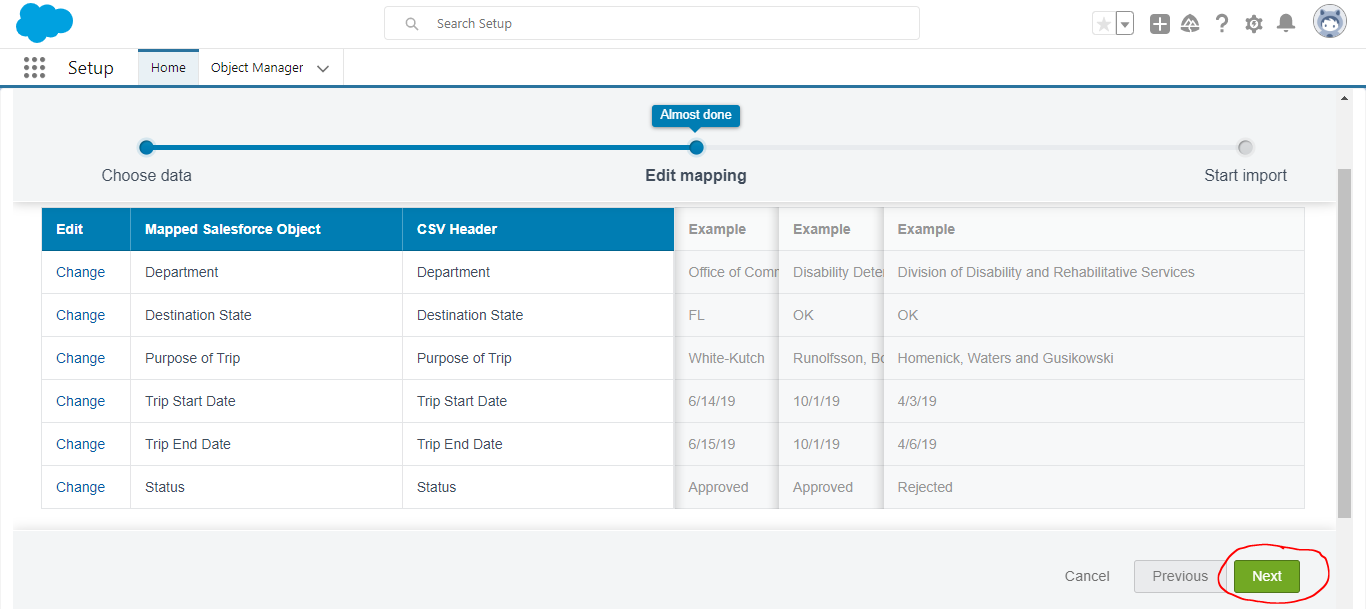 Search Setup
Setup Home Object Manager
Almost done
Choose data Edit mapping Start import
Edit Mapped Salesforce Object CSV Header Example Example Example
Change Department Department Office of Comm Disability Deter Division of Disability and Rehabilitative Services
Change Destination State Destination State FL OK OK
Change Purpose of Trip Purpose of Trip White-Kutch Runolfsson, Bo Homenick, Waters and Gusikowski
Change Trip Start Date Trip Start Date 6/14/19 10/1/19 4/3/19
Change Trip End Date Trip End Date 6/15/19 10/1/19 4/6/19
Change Status Status Approved Approved Rejected
Cancel Previous Next